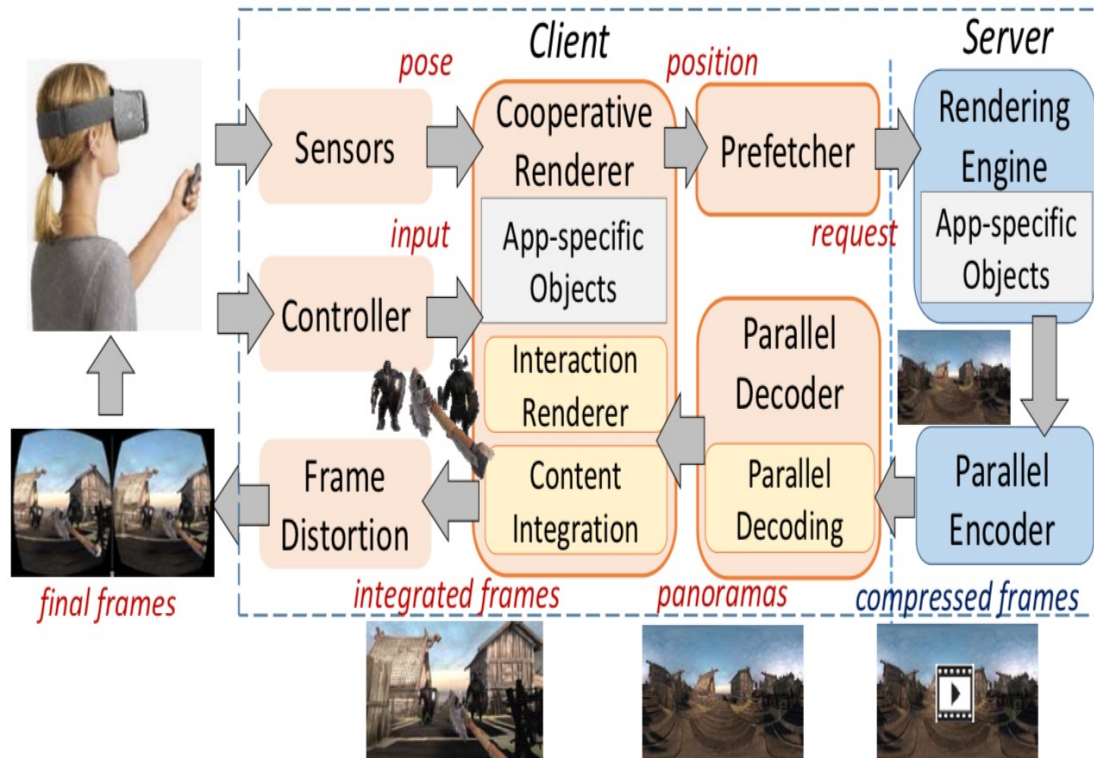 Client
Server
pose
position
Sensors
Cooperative
Renderer
Prefetcher
Rendering
Engine
input
App-specific
Objects
request
App-specific
Objects
Controller
Interaction
Renderer
Parallel
Decoder
Frame
Distortion
Content
Integration
Parallel
Decoding
Parallel
Encoder
final frames
integrated frames
panoramas
compressed frames